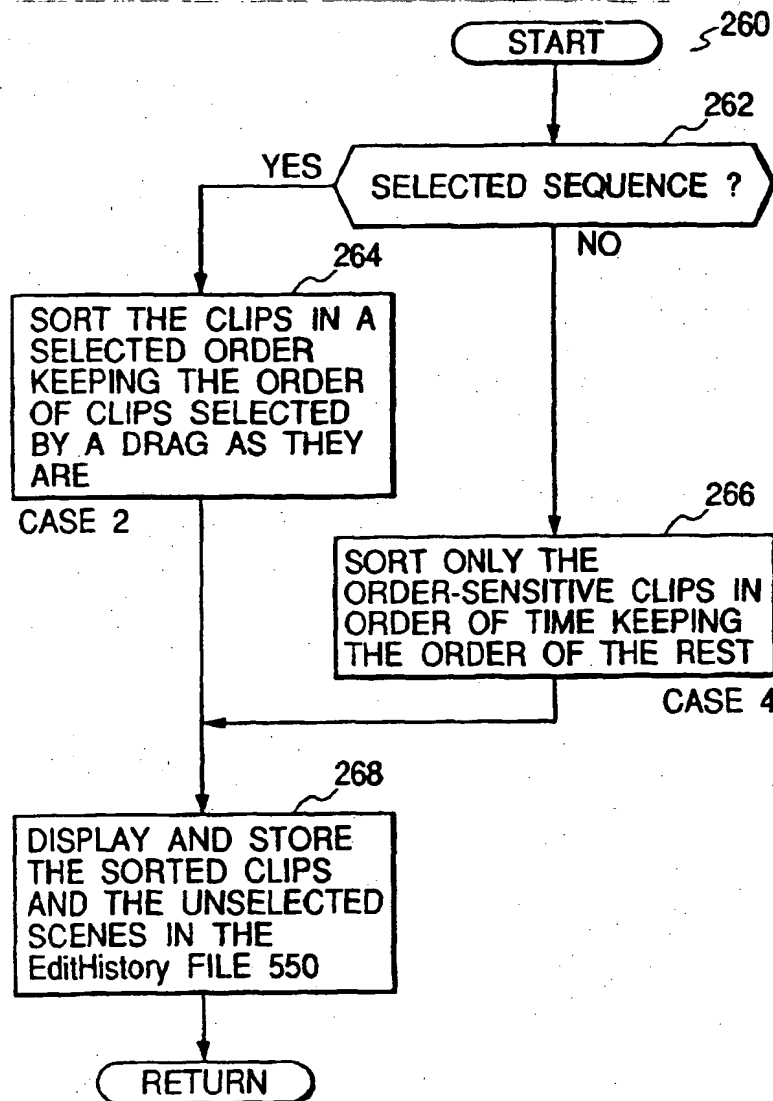 START
260
262
YES
SELECTED SEQUENCE ?
NO
264
SORT THE CLIPS IN A
SELECTED ORDER
KEEPING THE ORDER
OF CLIPS SELECTED
BY A DRAG AS THEY
ARE
CASE 2
266
SORT ONLY THE
ORDER-SENSITIVE CLIPS IN
ORDER OF TIME KEEPING
THE ORDER OF THE REST
CASE 4
268
DISPLAY AND STORE
THE SORTED CLIPS
AND THE UNSELECTED
SCENES IN THE
EditHistory FILE 550
RETURN